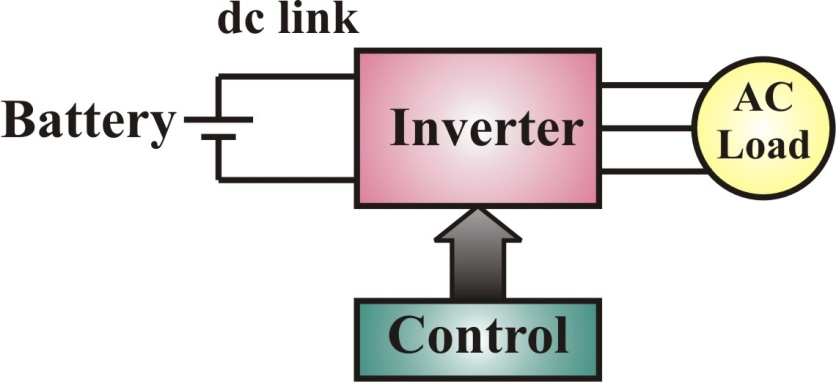 dc link
Battery
Inverter
AC
Load
Control